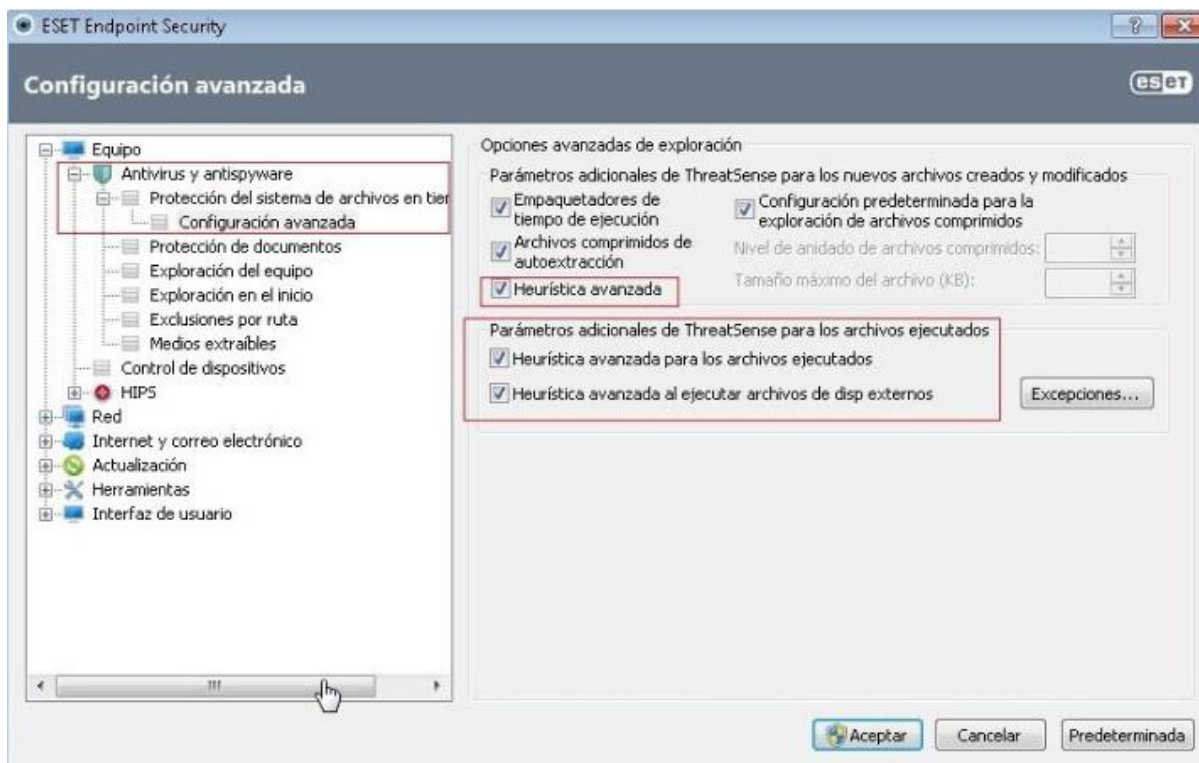 ESET Endpoint Security
Configuración avanzada
eset
Equipo
Antivirus y antispyware
Protección del sistema de archivos en tier
Configuración avanzada
Protección de documentos
Exploración del equipo
Exploración en el inicio
Exclusiones por ruta
Medios extraíbles
Control de dispositivos
HIPS
Red
Internet y correo electrónico
Actualización
Herramientas
Interfaz de usuario
Opciones avanzadas de exploración
Parámetros adicionales de ThreatSense para los nuevos archivos creados y modificados
Empaquetadores de
tiempo de ejecución
Configuración predeterminada para la
exploración de archivos comprimidos
Archivos comprimidos de
autoextracción
Nivel de anidado de archivos comprimidos:
Heurística avanzada
Tamaño máximo del archivo (KB):
Parámetros adicionales de ThreatSense para los archivos ejecutados
Heurística avanzada para los archivos ejecutados
Heurística avanzada al ejecutar archivos de disp externos
Excepciones...
Aceptar
Cancelar
Predeterminada